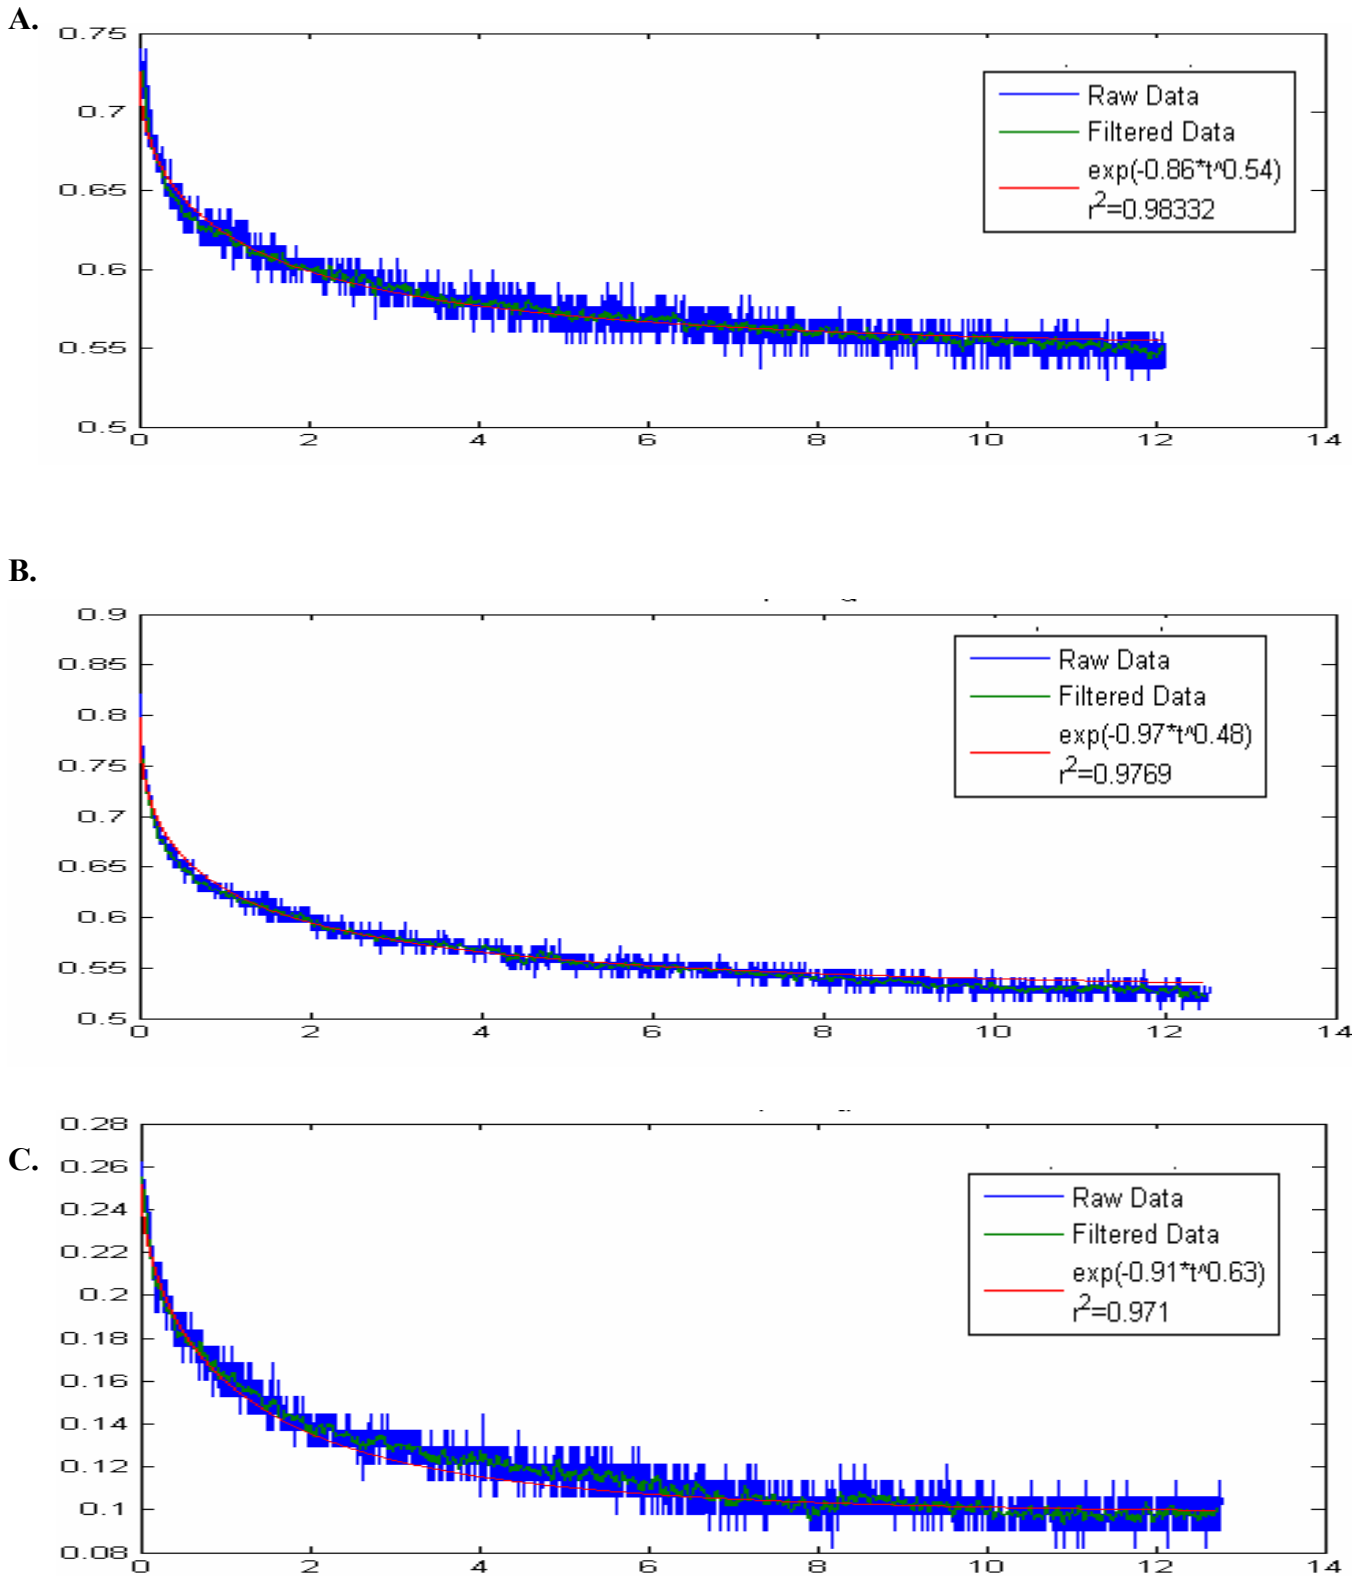 A.
0.75
0.7
0.65
0.6
0.55
0.5
0 2 4 6 8 10 12 14
Raw Data
Filtered Data
exp(-0.86*t^0.54)
r²=0.98332
B.
0.9
0.85
0.8
0.75
0.7
0.65
0.6
0.55
0.5
0 2 4 6 8 10 12 14
Raw Data
Filtered Data
exp(-0.97*t^0.48)
r²=0.9769
C.
0.28
0.26
0.24
0.22
0.2
0.18
0.16
0.14
0.12
0.1
0.08
0 2 4 6 8 10 12 14
Raw Data
Filtered Data
exp(-0.91*t^0.63)
r²=0.971